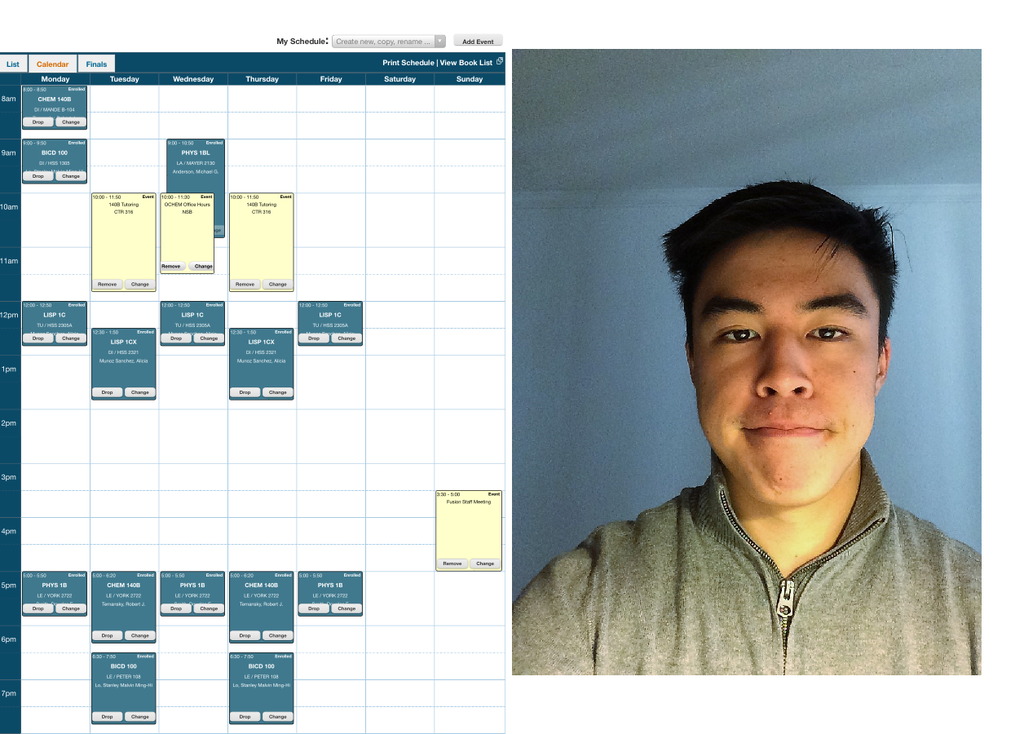 My Schedule: Create new, copy, rename ... Add Event
List Calendar Finals Print Schedule | View Book List
Monday Tuesday Wednesday Thursday Friday Saturday Sunday
8am
8:00 - 8:50 Enrolled
CHEM 140B
DI / MANDE B-104
Drop Change
9am
9:00 - 9:50 Enrolled
BICD 100
DI / HSS 1305
Drop Change
9:00 - 10:50 Enrolled
PHYS 1BL
LA / MAYER 2130
Anderson, Michael G.
10am
10:00 - 11:50 Event
140B Tutoring
CTR 316
Remove Change
10:00 - 11:30 Event
OCHEM Office Hours
NSB
Remove Change
10:00 - 11:50 Event
140B Tutoring
CTR 316
Remove Change
11am
12pm
12:00 - 12:50 Enrolled
LISP 1C
TU / HSS 2305A
Drop Change
12:30 - 1:50 Enrolled
LISP 1CX
DI / HSS 2321
Munoz Sanchez, Alicia
Drop Change
12:00 - 12:50 Enrolled
LISP 1C
TU / HSS 2305A
Drop Change
12:30 - 1:50 Enrolled
LISP 1CX
DI / HSS 2321
Munoz Sanchez, Alicia
Drop Change
12:00 - 12:50 Enrolled
LISP 1C
TU / HSS 2305A
Drop Change
1pm
2pm
3pm
3:30 - 5:00 Event
Fusion Staff Meeting
Remove Change
4pm
5pm
5:00 - 5:50 Enrolled
PHYS 1B
LE / YORK 2722
Drop Change
5:00 - 6:20 Enrolled
CHEM 140B
LE / YORK 2722
Ternansky, Robert J.
Drop Change
5:00 - 5:50 Enrolled
PHYS 1B
LE / YORK 2722
Drop Change
5:00 - 6:20 Enrolled
CHEM 140B
LE / YORK 2722
Ternansky, Robert J.
Drop Change
5:00 - 5:50 Enrolled
PHYS 1B
LE / YORK 2722
Drop Change
6pm
6:30 - 7:50 Enrolled
BICD 100
LE / PETER 108
Lo, Stanley Makin Ming-Hi
Drop Change
6:30 - 7:50 Enrolled
BICD 100
LE / PETER 108
Lo, Stanley Makin Ming-Hi
Drop Change
7pm